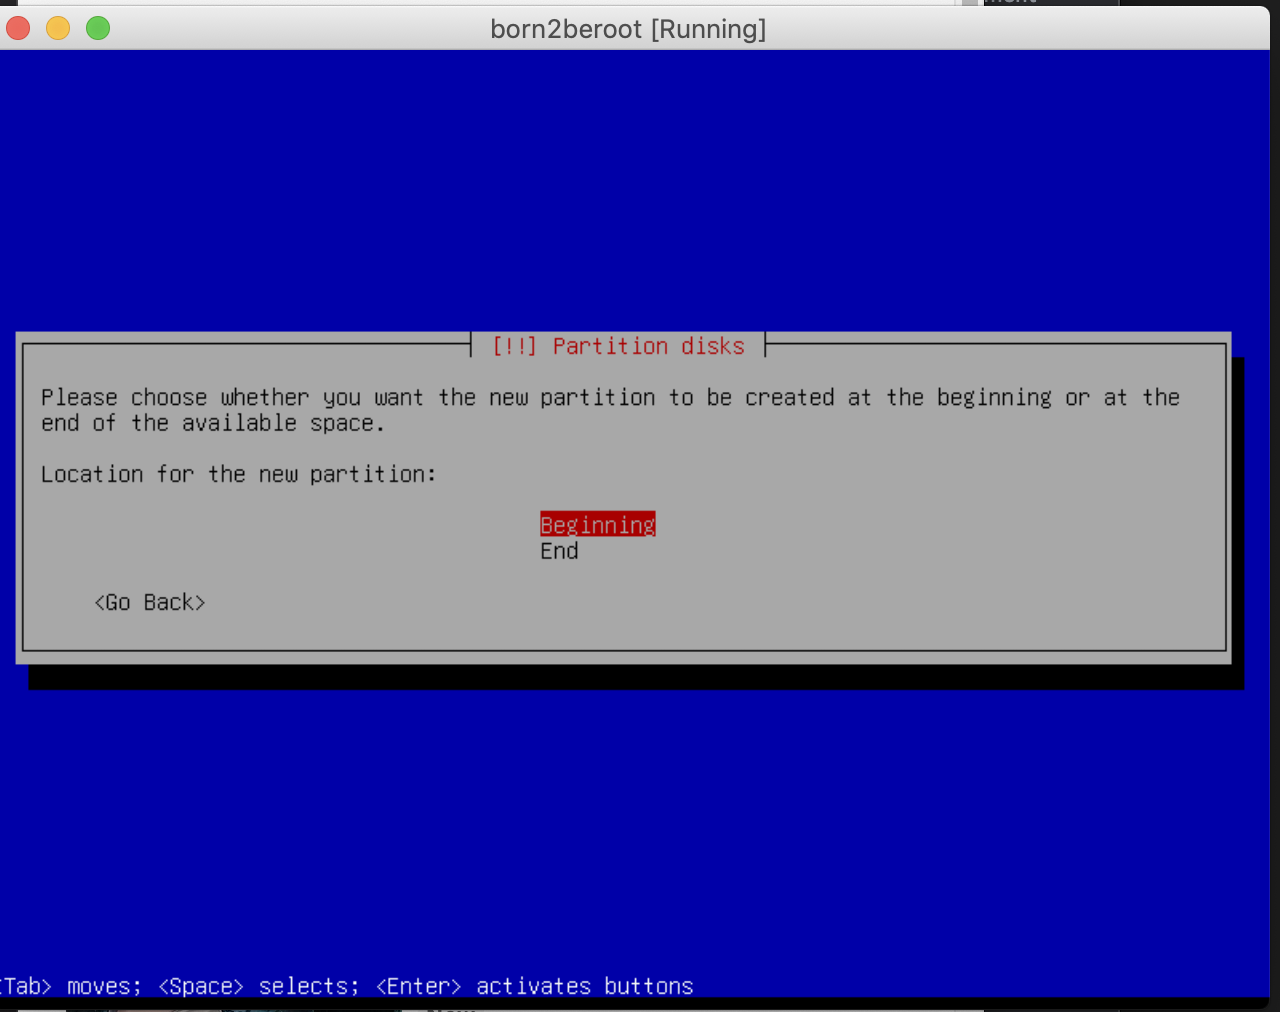 born2beroot [Running]
[!!] Partition disks
Please choose whether you want the new partition to be created at the beginning or at the
end of the available space.
Location for the new partition:
Beginning
End
<Go Back>
Tab> moves; <Space> selects; <Enter> activates buttons